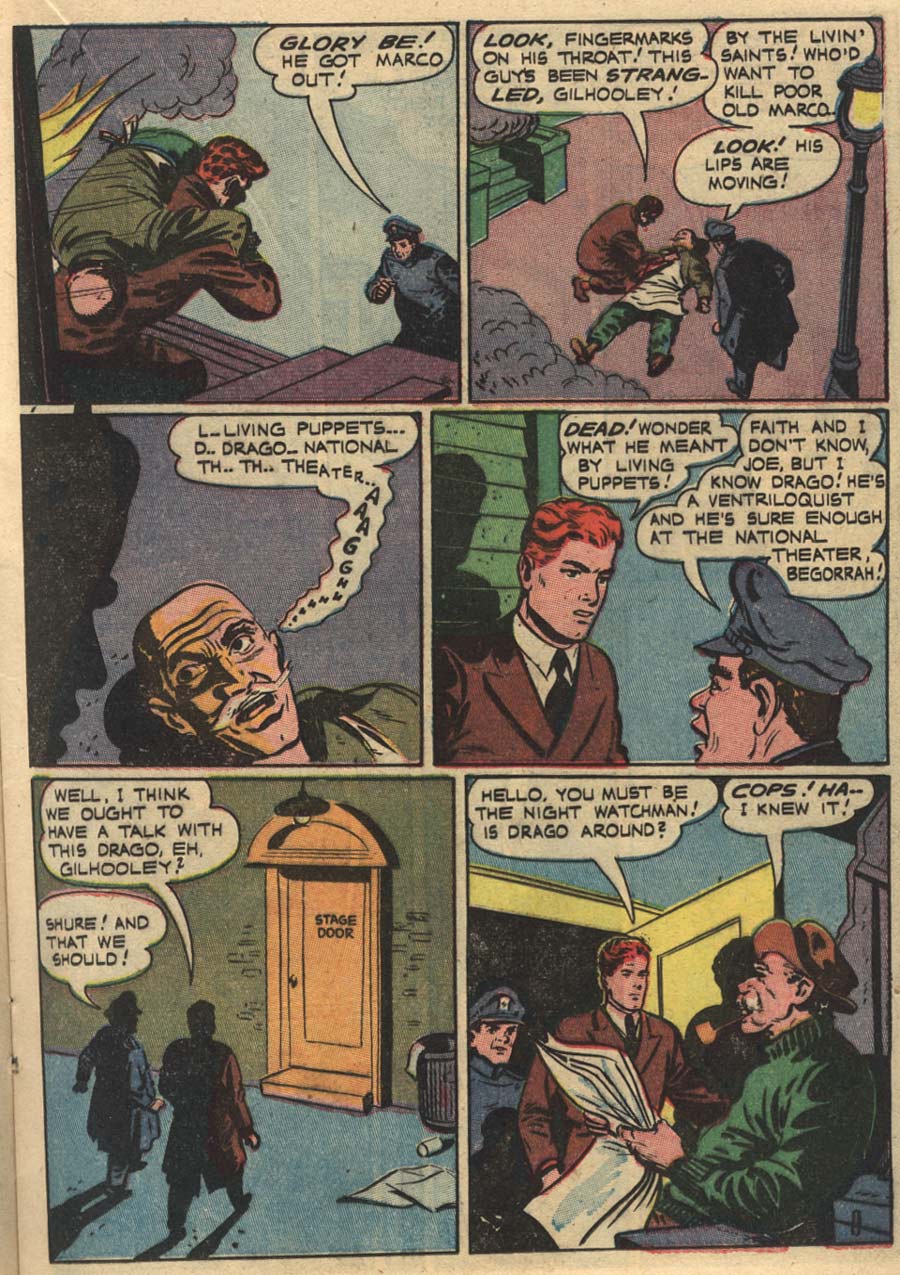 GLORY BE!
HE GOT MARCO
OUT!
LOOK, FINGERMARKS
ON HIS THROAT! THIS
GUY'S BEEN STRANG-
LED, GILHOOLEY!
BY THE LIVIN'
SAINTS! WHO'D
WANT TO
KILL POOR
OLD MARCO..
LOOK! HIS
LIPS ARE
MOVING!
L... LIVING PUPPETS...
D.. DRAGO.. NATIONAL
TH.. TH.. THEATER..AAAGGHHHHHH
DEAD! WONDER
WHAT HE MEANT
BY LIVING
PUPPETS!
FAITH AND I
DON'T KNOW,
JOE, BUT I
KNOW DRAGO! HE'S
A VENTRILOQUIST
AND HE'S SURE ENOUGH
AT THE NATIONAL
THEATER,
BEGORRAH!
WELL, I THINK
WE OUGHT TO
HAVE A TALK WITH
THIS DRAGO, EH,
GILHOOLEY?
SHURE! AND
THAT WE
SHOULD!
STAGE
DOOR
HELLO, YOU MUST BE
THE NIGHT WATCHMAN!
IS DRAGO AROUND?
COPS! HA--
I KNEW IT!